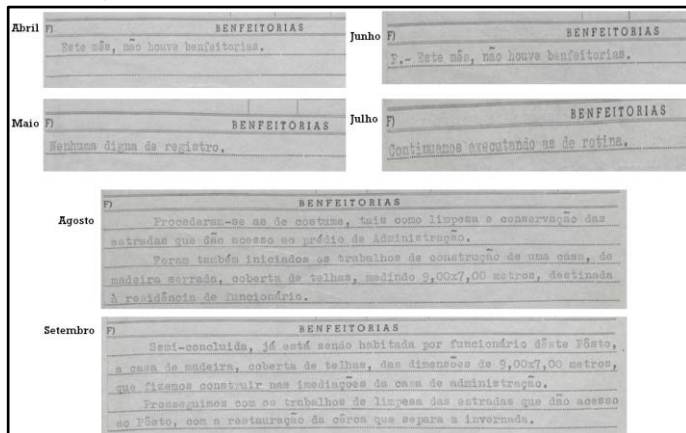 Abril
F) BENFEITORIAS
Este mês, não houve benfeitorias.
Junho
F) BENFEITORIAS
P.- Este mês, não houve benfeitorias.
Maio
F) BENFEITORIAS
Nenhuma digna de registro.
Julho
BENFEITORIAS
Continuamos executando as de rotina.
Agosto
F) BENFEITORIAS
Procederam-se as de costume, tais como limpesa e conservação das
estradas que dão acesso ao prédio de Administração.
Foram também iniciados os trabalhos de construção de uma casa, de
madeira serrada, coberta de telhas, medindo 9,00x7,00 metros, destinada
à residência de funcionário.
Setembro
F) BENFEITORIAS
Semi-concluida, já está sendo habitada por funcionário dêste Pôsto,
a casa de madeira, coberta de telhas, das dimensões de 9,00x7,00 metros,
que fizemos construir nas imediações da casa de administração.
Proseguimos com os trabalhos de limpesa das estradas que dão acesso
ao Pôsto, com a restauração da cêrca que separa a invernada.